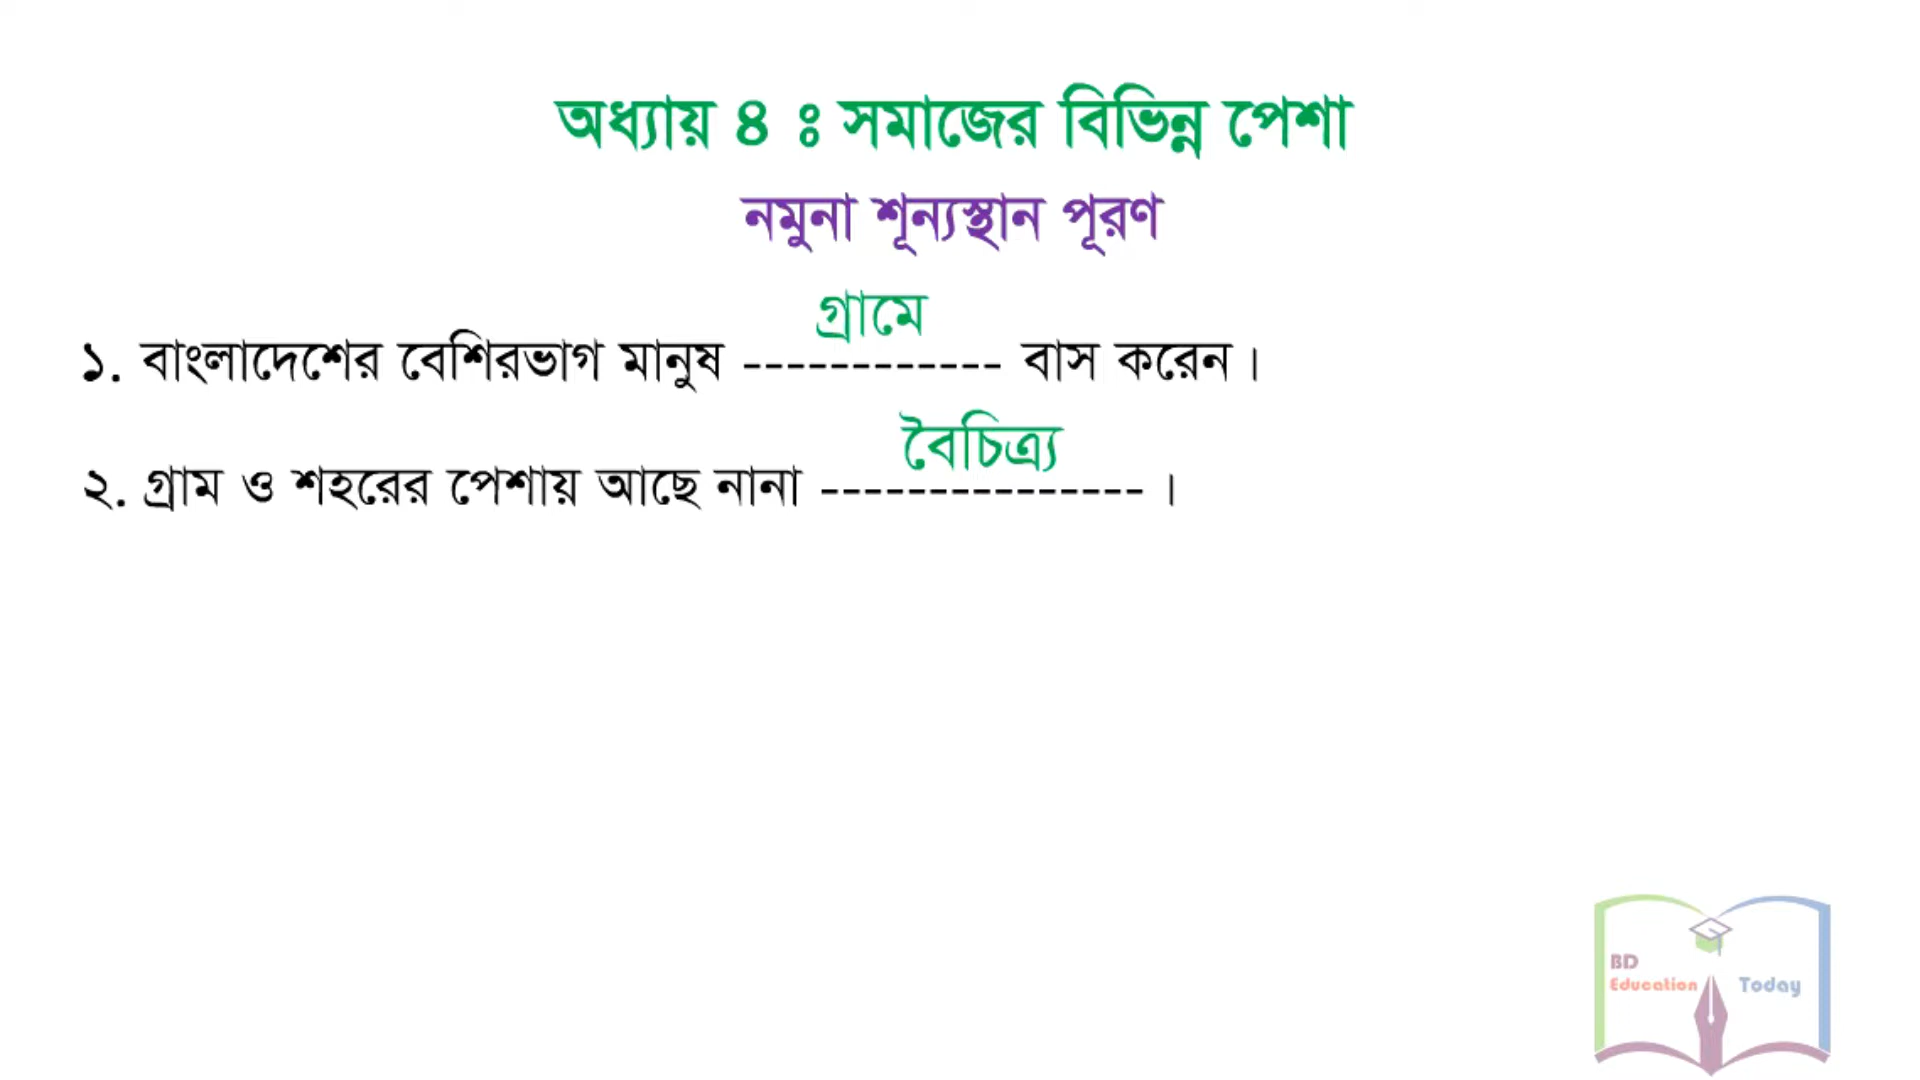 অধ্যায় ৪ ঃ সমাজের বিভিন্ন পেশা
নমুনা শূন্যস্থান পূরণ
গ্রামে
১. বাংলাদেশের বেশিরভাগ মানুষ ------------ বাস করেন।
বৈচিত্র্য
২. গ্রাম ও শহরের পেশায় আছে নানা --------------- ।
BD
Education Today